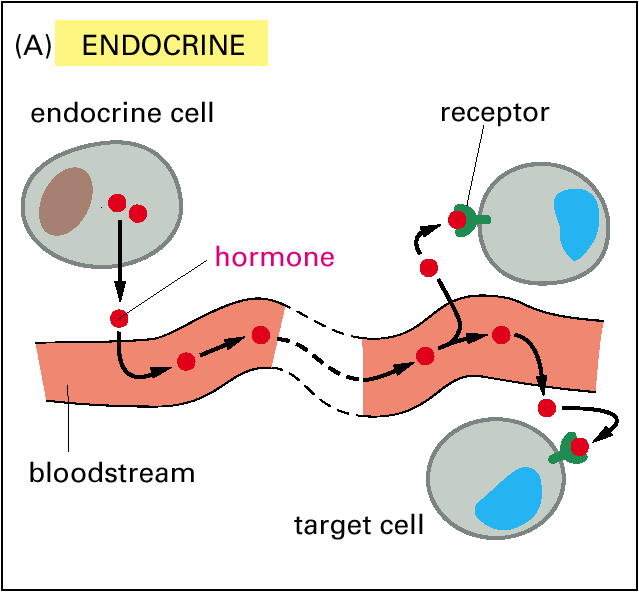 (A) ENDOCRINE
endocrine cell
receptor
hormone
bloodstream
target cell